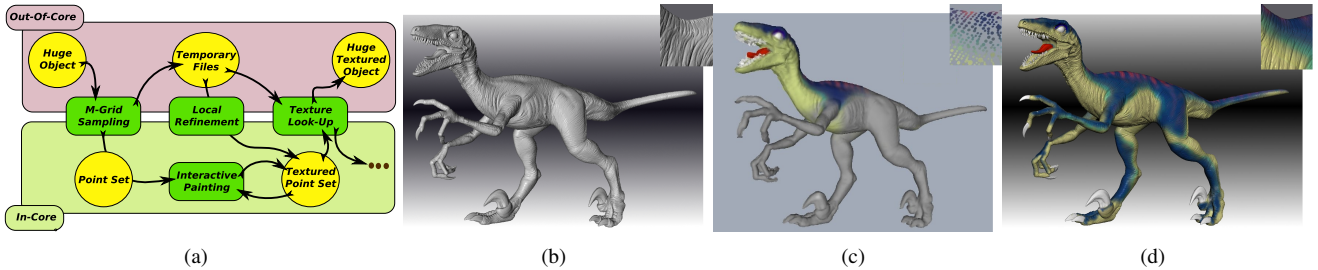 Out-Of-Core
Huge
Object
Temporary
Files
Huge
Textured
Object
M-Grid
Sampling
Local
Refinement
Texture
Look-Up
Point Set
Interactive
Painting
Textured
Point Set
In-Core
(a)
(b)
(c)
(d)